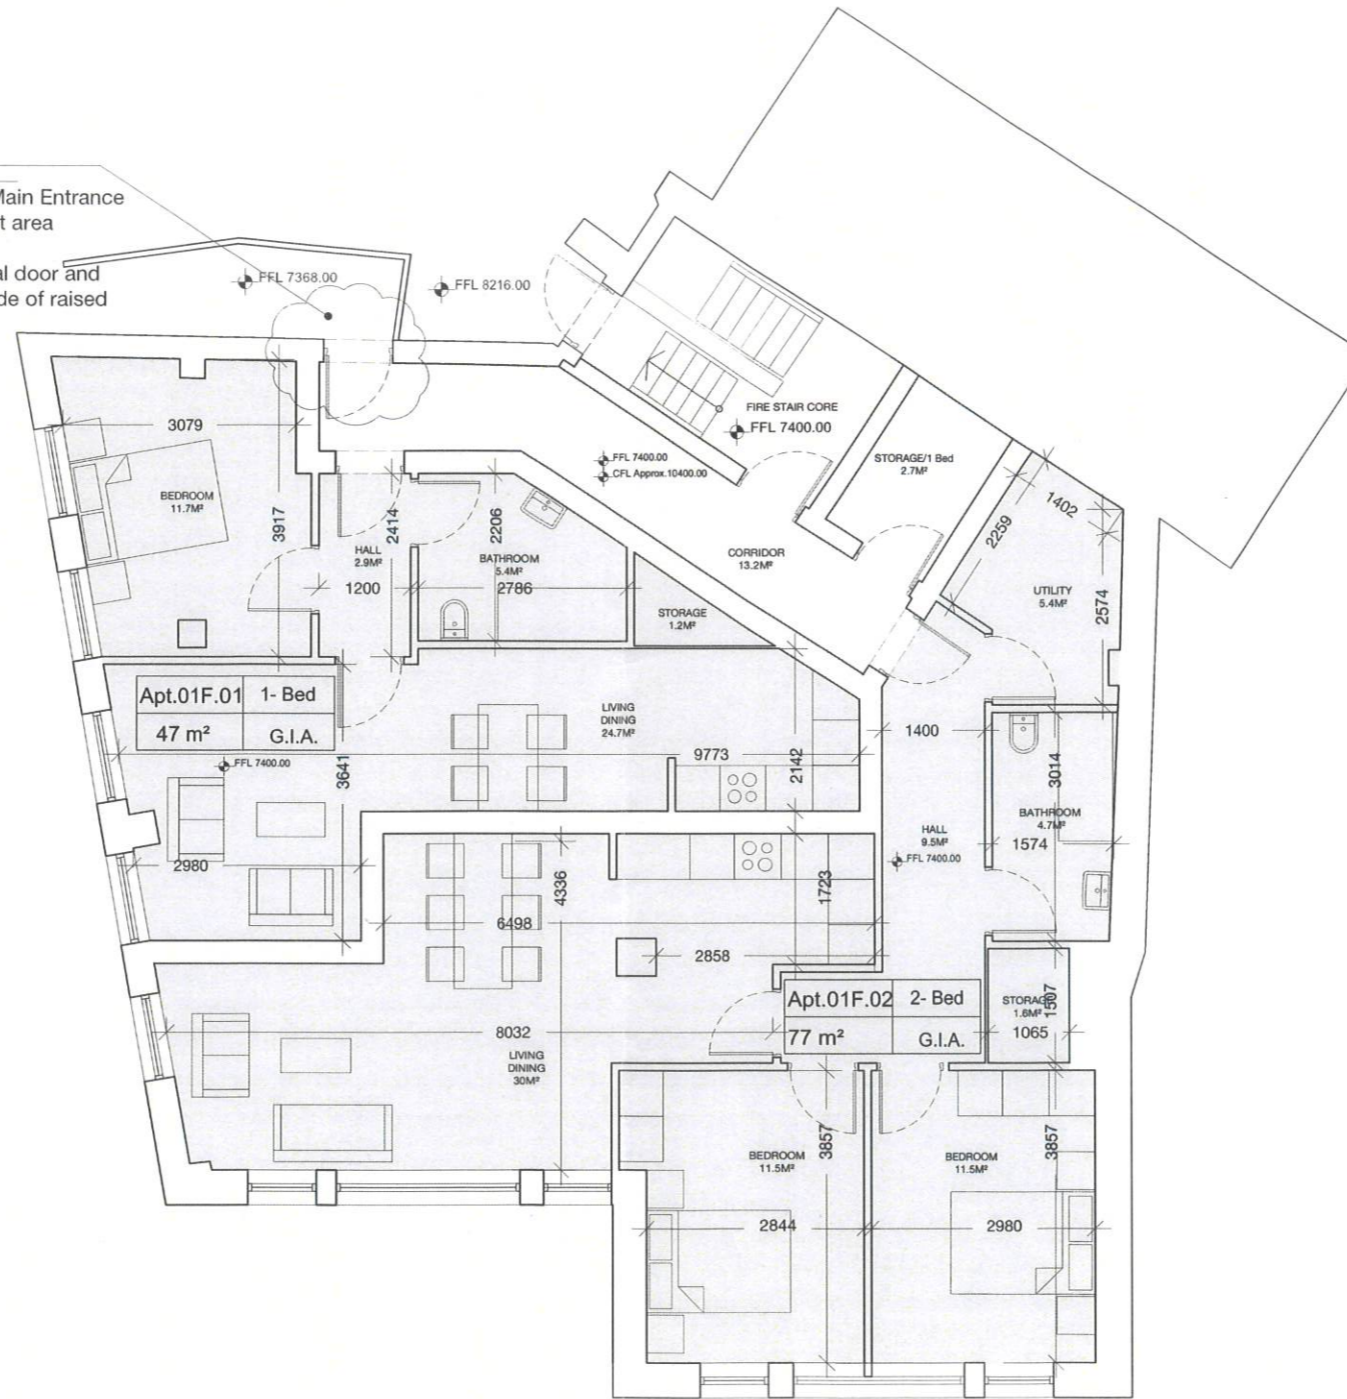 Main Entrance
t area
al door and
de of raised
FFL 7368.00
FFL 8216.00
FIRE STAIR CORE
FFL 7400.00
FFL 7400.00
CFL Approx.10400.00
STORAGE/1 Bed
2.7M²
3079
BEDROOM
11.7M²
3917
HALL
2.9M²
2414
1200
2206
BATHROOM
5.4M²
2786
STORAGE
1.2M²
CORRIDOR
13.2M²
2259
1402
UTILITY
5.4M²
2574
Apt.01F.01 1- Bed
47 m² G.I.A.
FFL 7400.00
3641
LIVING
DINING
24.7M²
9773
2142
2980
1400
3014
BATHROOM
4.7M²
1574
HALL
9.5M²
FFL 7400.00
4336
1723
6498
2858
Apt.01F.02 2- Bed
77 m² G.I.A.
STORAGE
1.6M²
1507
1065
8032
LIVING
DINING
30M²
BEDROOM
11.5M²
3857
2844
BEDROOM
11.5M²
3857
2980